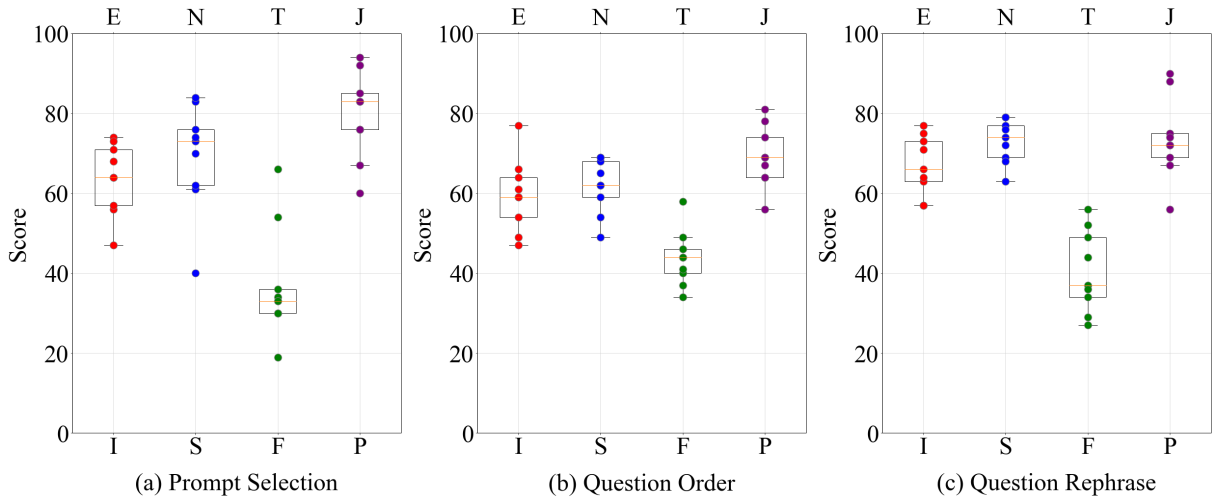 E N T J
100
80
60
40
20
0
Score
I S F P
(a) Prompt Selection
E N T J
100
80
60
40
20
0
Score
I S F P
(b) Question Order
E N T J
100
80
60
40
20
0
Score
I S F P
(c) Question Rephrase